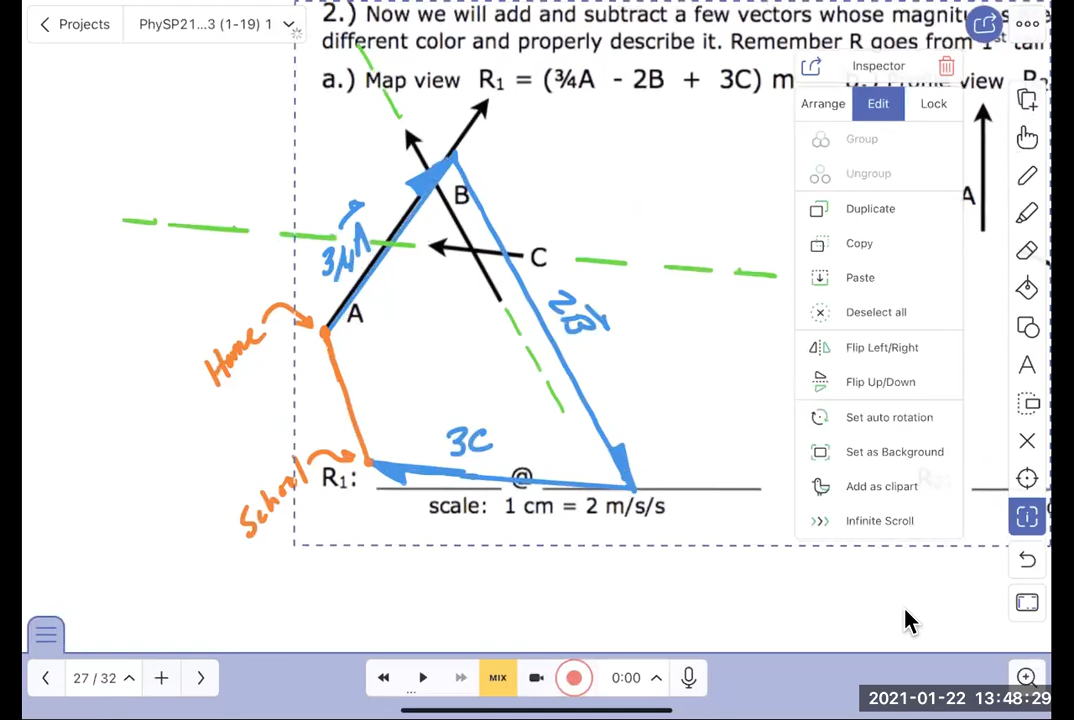 Projects
PhySP21...3 (1-19) 1
2.) Now we will add and subtract a few vectors whose magnit
different color and properly describe it. Remember R goes from 1st tail
a.) Map view R₁ = (¾A - 2B + 3C) m
view
Inspector
Arrange
Edit
Lock
Group
Ungroup
Duplicate
Copy
Paste
Deselect all
Flip Left/Right
Flip Up/Down
Set auto rotation
Set as Background
Add as clipart
Infinite Scroll
A
B
3/4A
C
A
2B
Home
3C
School
R₁: @
R₂:
scale: 1 cm = 2 m/s/s
27 / 32
MIX
0:00
2021-01-22 13:48:29